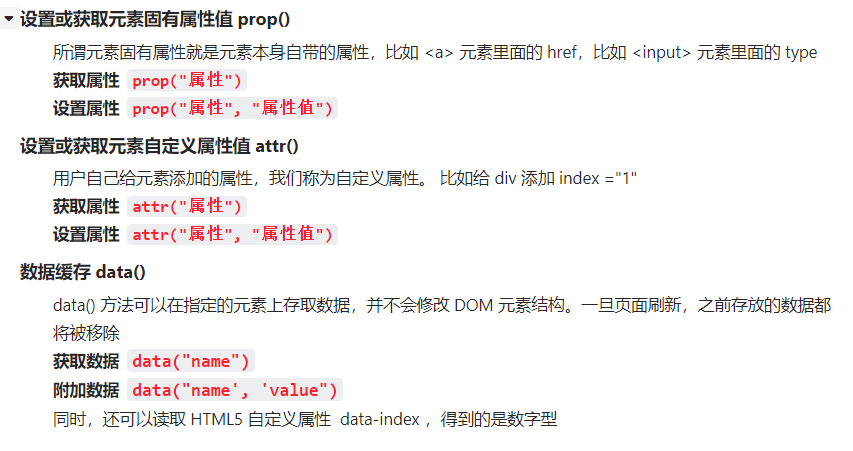 设置或获取元素固有属性值 prop()
所谓元素固有属性就是元素本身自带的属性，比如 <a> 元素里面的 href，比如 <input> 元素里面的 type
获取属性 prop("属性")
设置属性 prop("属性", "属性值")
设置或获取元素自定义属性值 attr()
用户自己给元素添加的属性，我们称为自定义属性。 比如给 div 添加 index ="1"
获取属性 attr("属性")
设置属性 attr("属性", "属性值")
数据缓存 data()
data() 方法可以在指定的元素上存取数据，并不会修改 DOM 元素结构。一旦页面刷新，之前存放的数据都
将被移除
获取数据 data("name")
附加数据 data("name', 'value")
同时，还可以读取 HTML5 自定义属性 data-index ，得到的是数字型